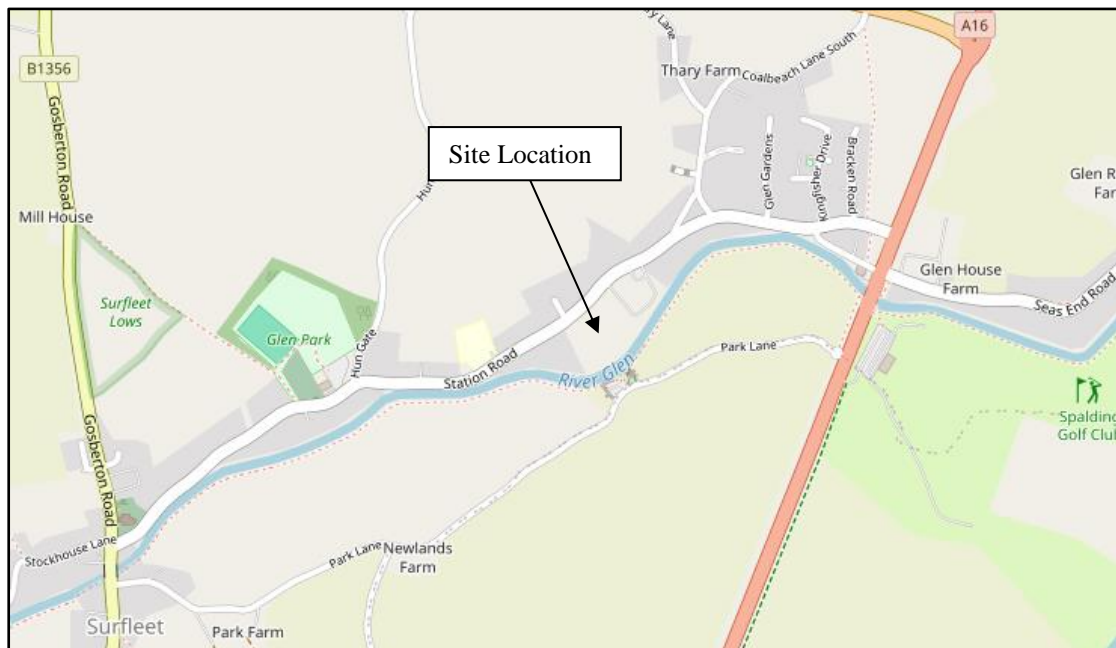 A16
B1356
Gosberton Road
Thary Farm
Coalbeach Lane South
Site Location
Glen Gardens
Kingfisher Drive
Bracken Road
Mill House
Surfleet
Lows
Glen Park
Hun Gate
Station Road
River Glen
Park Lane
Glen House
Farm
Seas End Road
Spalding
Golf Club
Gosberton Road
Stockhouse Lane
Park Lane
Newlands
Farm
Surfleet
Park Farm